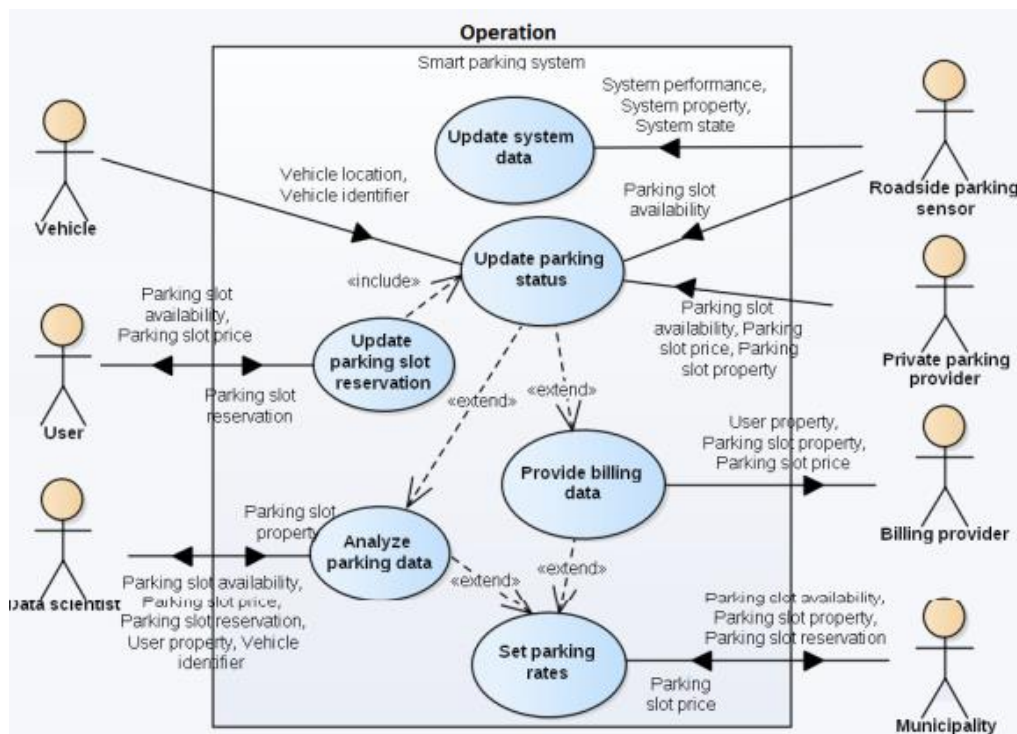 Operation
Smart parking system
System performance,
System property,
System state
Update system
data
Roadside parking
sensor
Vehicle location,
Vehicle identifier
Parking slot
availability
Vehicle
Update parking
status
«include»
Parking slot
availability,
Parking slot price
Parking slot
availability, Parking
slot price, Parking
slot property
Update
parking slot
reservation
Private parking
provider
Parking slot
reservation
User
«extend»
«extend»
User property,
Parking slot property,
Parking slot price
Provide billing
data
Billing provider
Parking slot
property
Analyze
parking data
Data scientist
«extend»
«extend»
Parking slot availability,
Parking slot price,
Parking slot reservation,
User property, Vehicle
identifier
Parking slot availability,
Parking slot property,
Parking slot reservation
Set parking
rates
Parking
slot price
Municipality